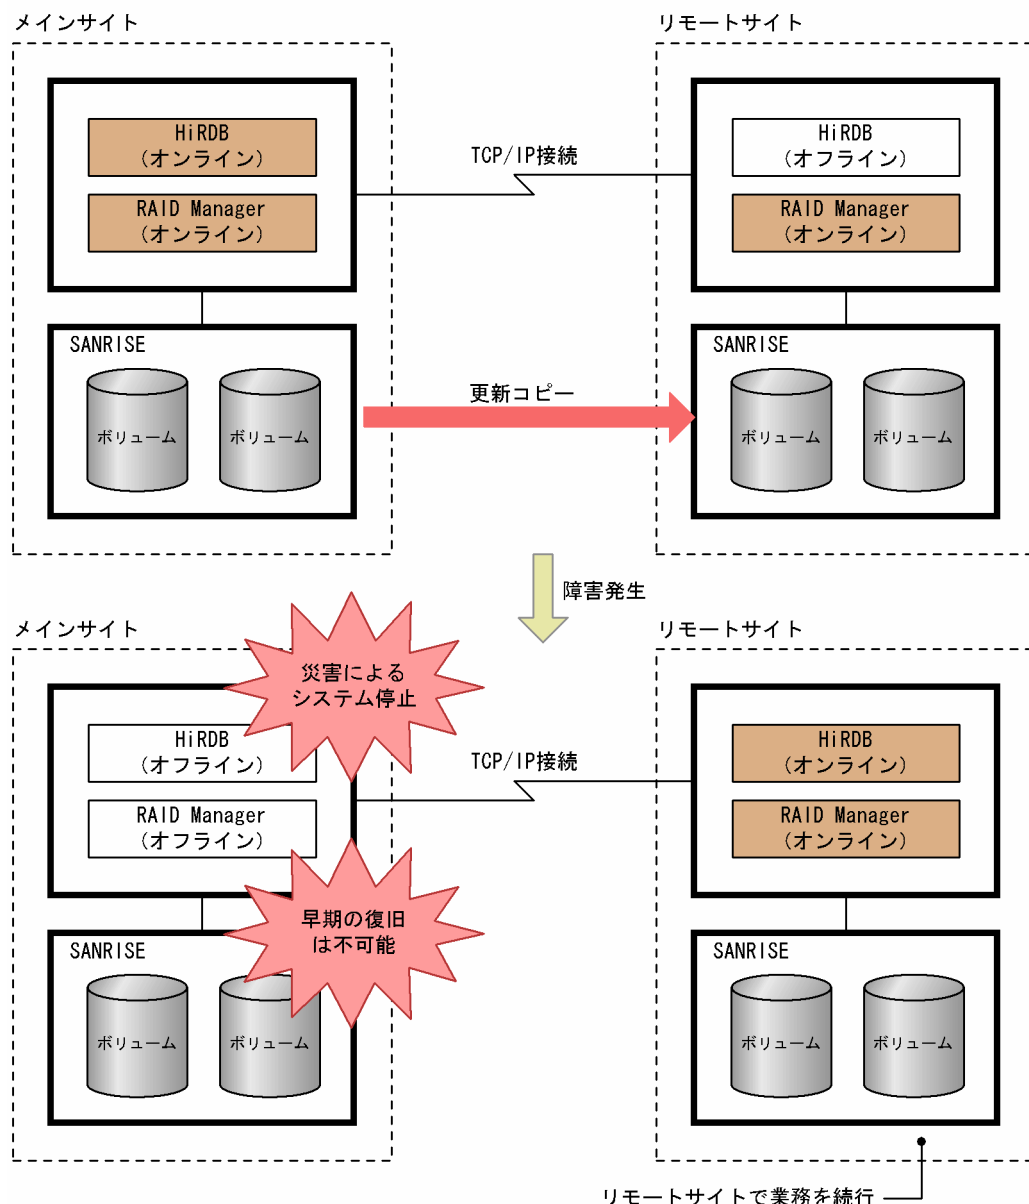 メインサイト
リモートサイト
HiRDB
(オンライン)
RAID Manager
(オンライン)
TCP/IP接続
HiRDB
(オフライン)
RAID Manager
(オンライン)
SANRISE
ボリューム
ボリューム
更新コピー
SANRISE
ボリューム
ボリューム
障害発生
メインサイト
リモートサイト
災害による
システム停止
HiRDB
(オフライン)
RAID Manager
(オフライン)
TCP/IP接続
HiRDB
(オンライン)
RAID Manager
(オンライン)
早期の復旧
は不可能
SANRISE
ボリューム
ボリューム
SANRISE
ボリューム
ボリューム
リモートサイトで業務を続行